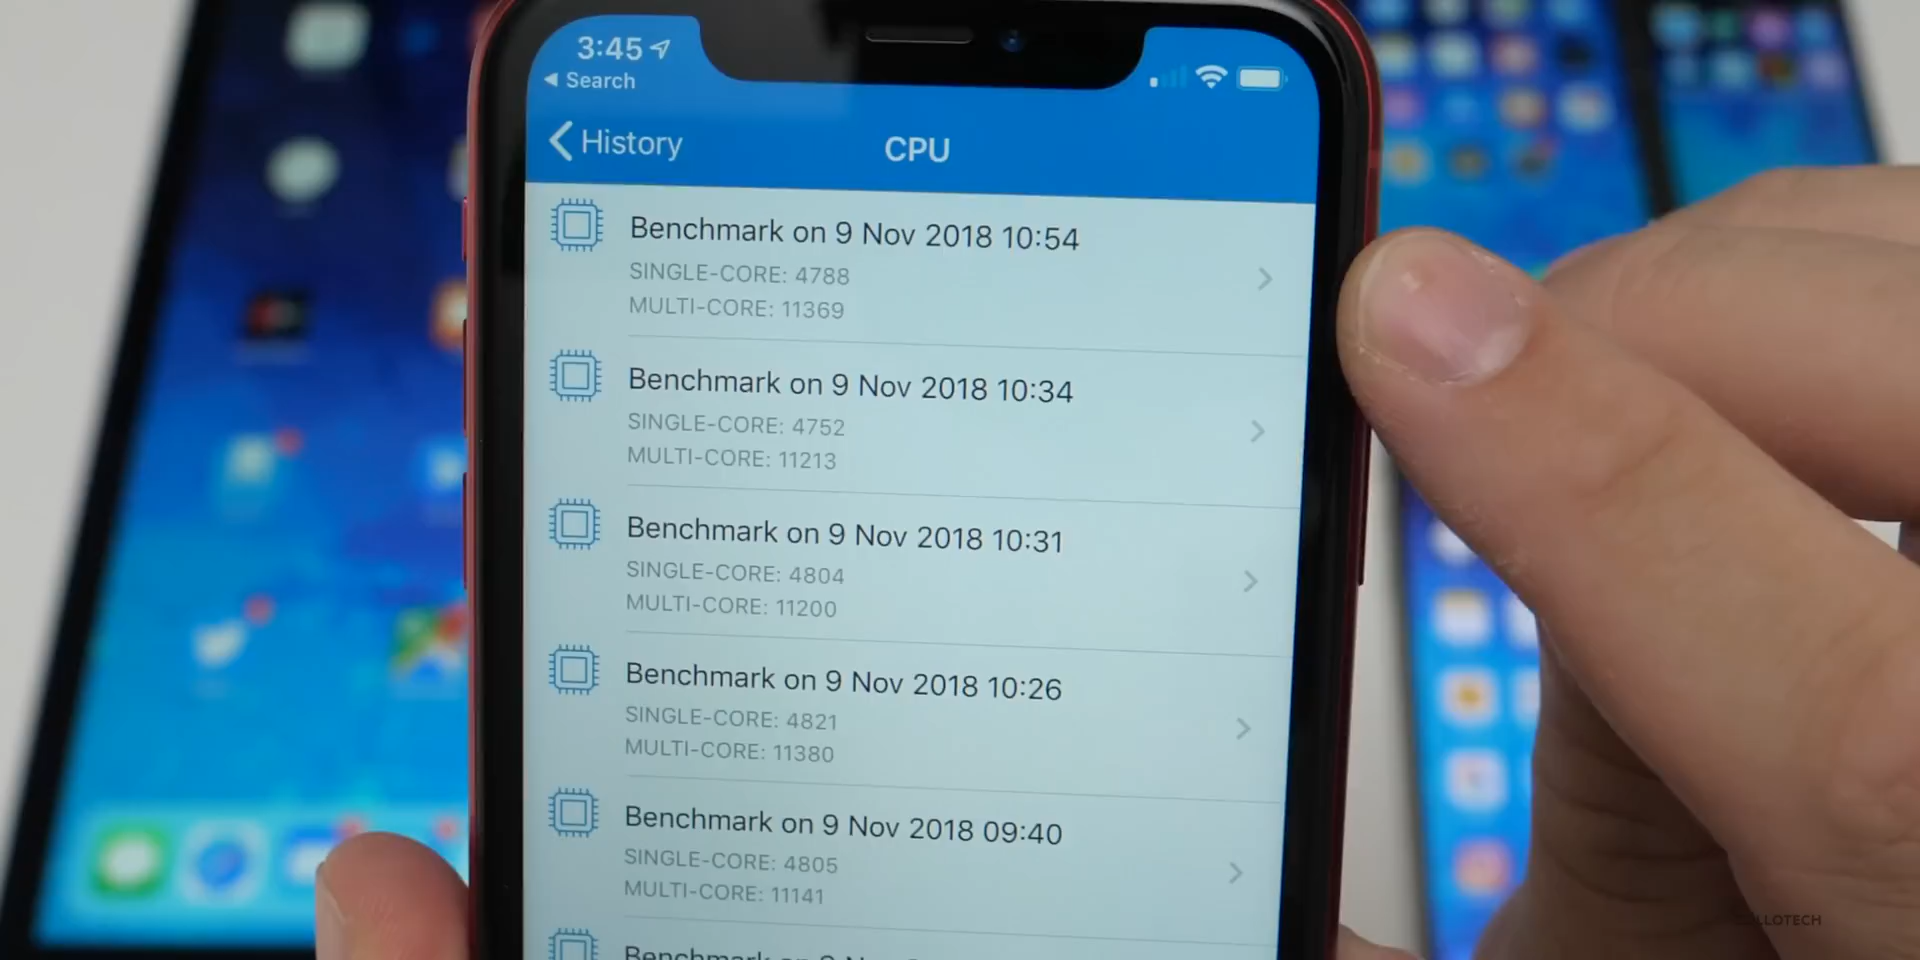 3:45
Search
History
CPU
Benchmark on 9 Nov 2018 10:54
SINGLE-CORE: 4788
MULTI-CORE: 11369
Benchmark on 9 Nov 2018 10:34
SINGLE-CORE: 4752
MULTI-CORE: 11213
Benchmark on 9 Nov 2018 10:31
SINGLE-CORE: 4804
MULTI-CORE: 11200
Benchmark on 9 Nov 2018 10:26
SINGLE-CORE: 4821
MULTI-CORE: 11380
Benchmark on 9 Nov 2018 09:40
SINGLE-CORE: 4805
MULTI-CORE: 11141
Benchmark on 9